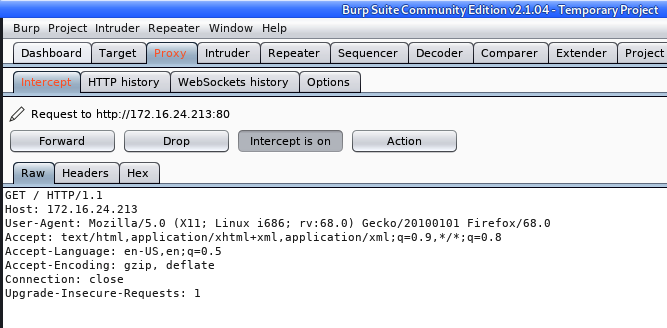 Burp Suite Community Edition v2.1.04 - Temporary Project
Burp Project Intruder Repeater Window Help
Dashboard Target Proxy Intruder Repeater Sequencer Decoder Comparer Extender Project
Intercept HTTP history WebSockets history Options
Request to http://172.16.24.213:80
Forward Drop Intercept is on Action
Raw Headers Hex
GET / HTTP/1.1
Host: 172.16.24.213
User-Agent: Mozilla/5.0 (X11; Linux i686; rv:68.0) Gecko/20100101 Firefox/68.0
Accept: text/html,application/xhtml+xml,application/xml;q=0.9,*/*;q=0.8
Accept-Language: en-US,en;q=0.5
Accept-Encoding: gzip, deflate
Connection: close
Upgrade-Insecure-Requests: 1